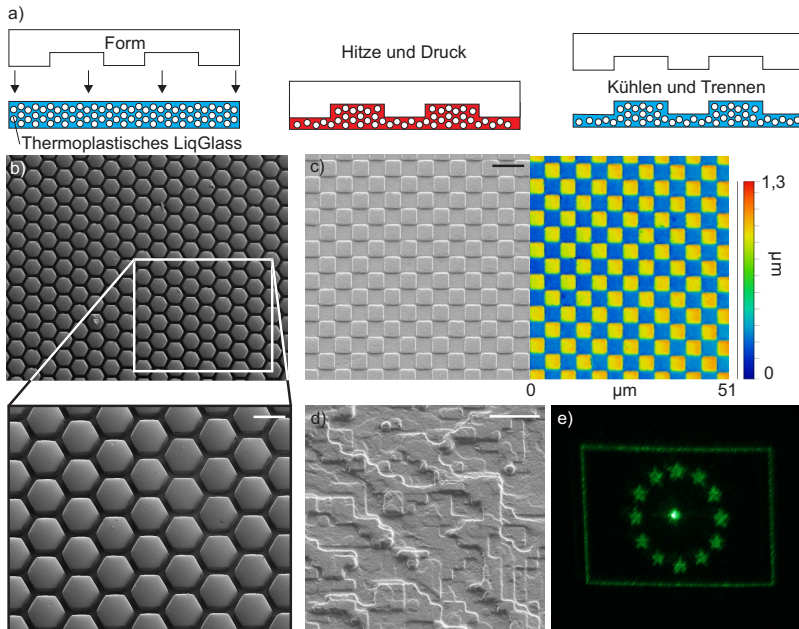 a)
Form
Hitze und Druck
Kühlen und Trennen
Thermoplastisches LiqGlass
b)
c)
1,3
µm
0
0 µm 51
d)
e)